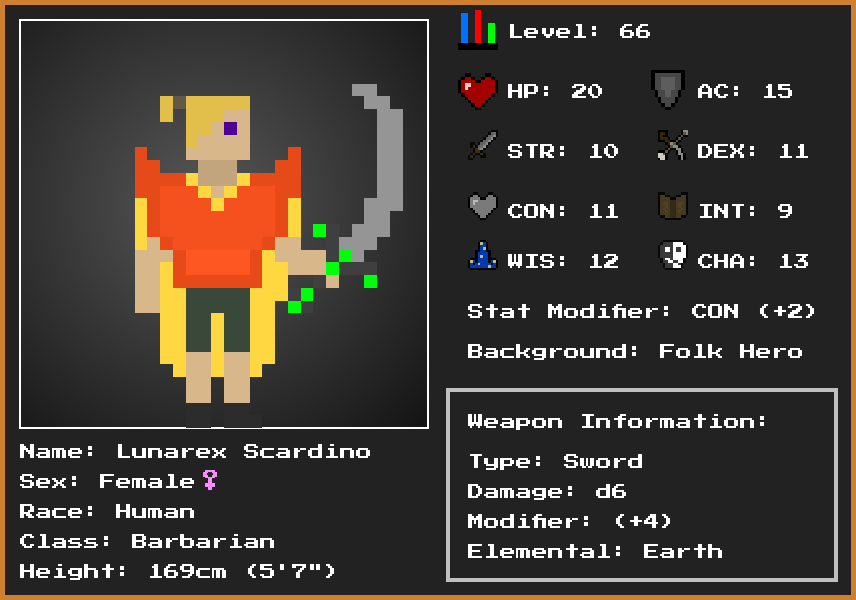 Level: 66
HP: 20
AC: 15
STR: 10
DEX: 11
CON: 11
INT: 9
WIS: 12
CHA: 13
Stat Modifier: CON (+2)
Background: Folk Hero
Weapon Information:
Type: Sword
Damage: d6
Modifier: (+4)
Elemental: Earth
Name: Lunarex Scardino
Sex: Female♀
Race: Human
Class: Barbarian
Height: 169cm (5'7")